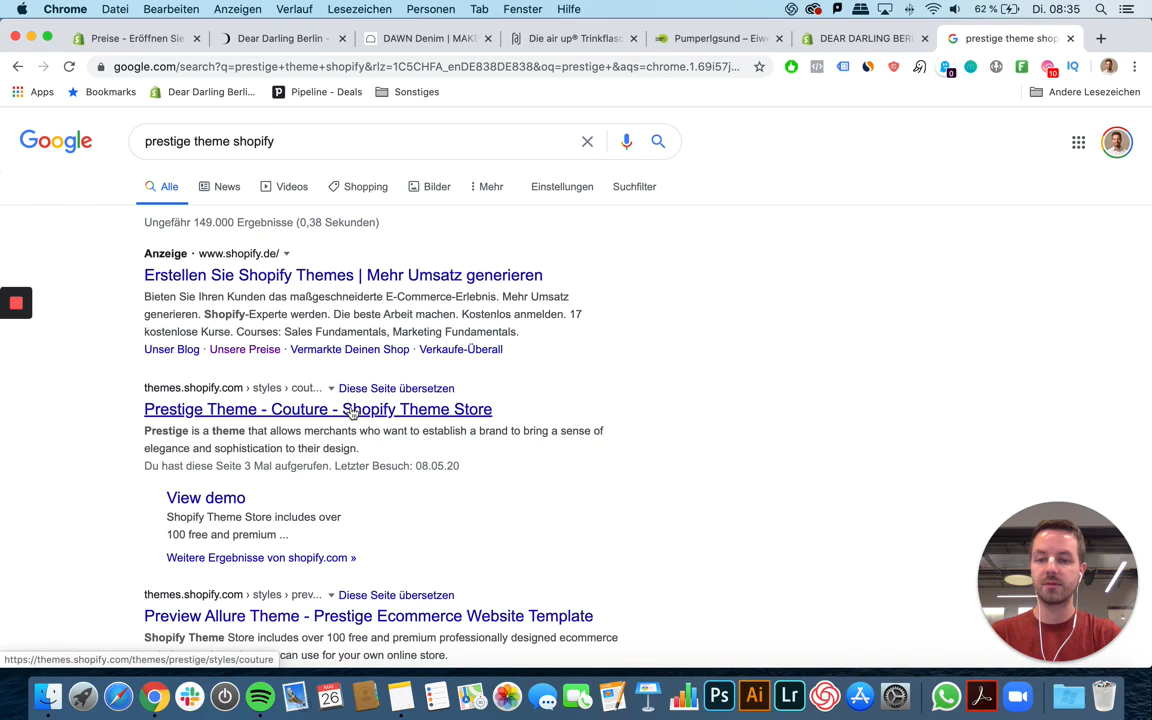 Chrome Datei Bearbeiten Anzeigen Verlauf Lesezeichen Personen Tab Fenster Hilfe 62 % Di. 08:35
Preise - Eröffnen Sie Dear Darling Berlin - DAWN Denim | MAKE Die air up® Trinkflasc PumperlgsUnd – Eiwe DEAR DARLING BER prestige theme shop
google.com/search?q=prestige+theme+shopify&rlz=1C5CHFA_enDE838DE838&oq=prestige+&aqs=chrome.1.69i57j...
Apps Bookmarks Dear Darling Berli... Pipeline - Deals Sonstiges Andere Lesezeichen
Google prestige theme shopify
Alle News Videos Shopping Bilder Mehr Einstellungen Suchfilter
Ungefähr 149.000 Ergebnisse (0,38 Sekunden)
Anzeige · www.shopify.de/
Erstellen Sie Shopify Themes | Mehr Umsatz generieren
Bieten Sie Ihren Kunden das maßgeschneiderte E-Commerce-Erlebnis. Mehr Umsatz
generieren. Shopify-Experte werden. Die beste Arbeit machen. Kostenlos anmelden. 17
kostenlose Kurse. Courses: Sales Fundamentals, Marketing Fundamentals.
Unser Blog · Unsere Preise · Vermarkte Deinen Shop · Verkaufe-Überall
themes.shopify.com › styles › cout... Diese Seite übersetzen
Prestige Theme - Couture - Shopify Theme Store
Prestige is a theme that allows merchants who want to establish a brand to bring a sense of
elegance and sophistication to their design.
Du hast diese Seite 3 Mal aufgerufen. Letzter Besuch: 08.05.20
View demo
Shopify Theme Store includes over
100 free and premium ...
Weitere Ergebnisse von shopify.com »
themes.shopify.com › styles › prev... Diese Seite übersetzen
Preview Allure Theme - Prestige Ecommerce Website Template
Shopify Theme Store includes over 100 free and premium professionally designed ecommerce
can use for your own online store.
https://themes.shopify.com/themes/prestige/styles/couture
MAY
26
Ps Ai Lr